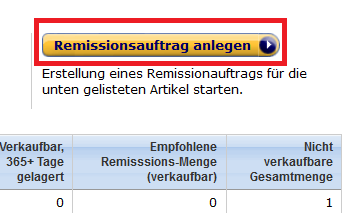 Remissionsauftrag anlegen
Erstellung eines Remissionauftrags für die
unten gelisteten Artikel starten.
Verkaufbar,
365+ Tage
gelagert
Empfohlene
Remisssions-Menge
(verkaufbar)
Nicht
verkaufbare
Gesamtmenge
0 0 1